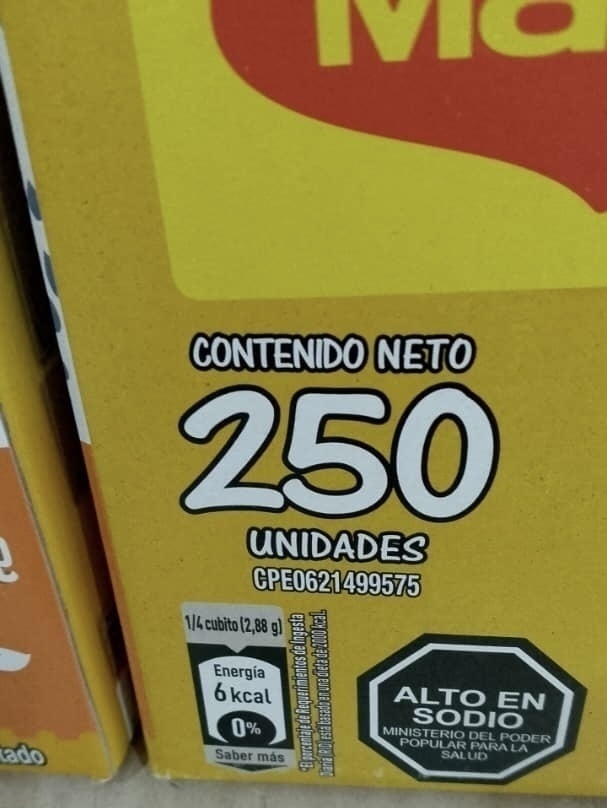 Ma
CONTENIDO NETO
250
UNIDADES
CPE0621499575
1/4 cubito (2,88 g)
Energía
6 kcal
0%
Saber más
*El porcentaje de Requerimientos de Ingesta
Diaria (RID) está basado en una dieta de 2000 kcal.
ALTO EN
SODIO
MINISTERIO DEL PODER
POPULAR PARA LA
SALUD